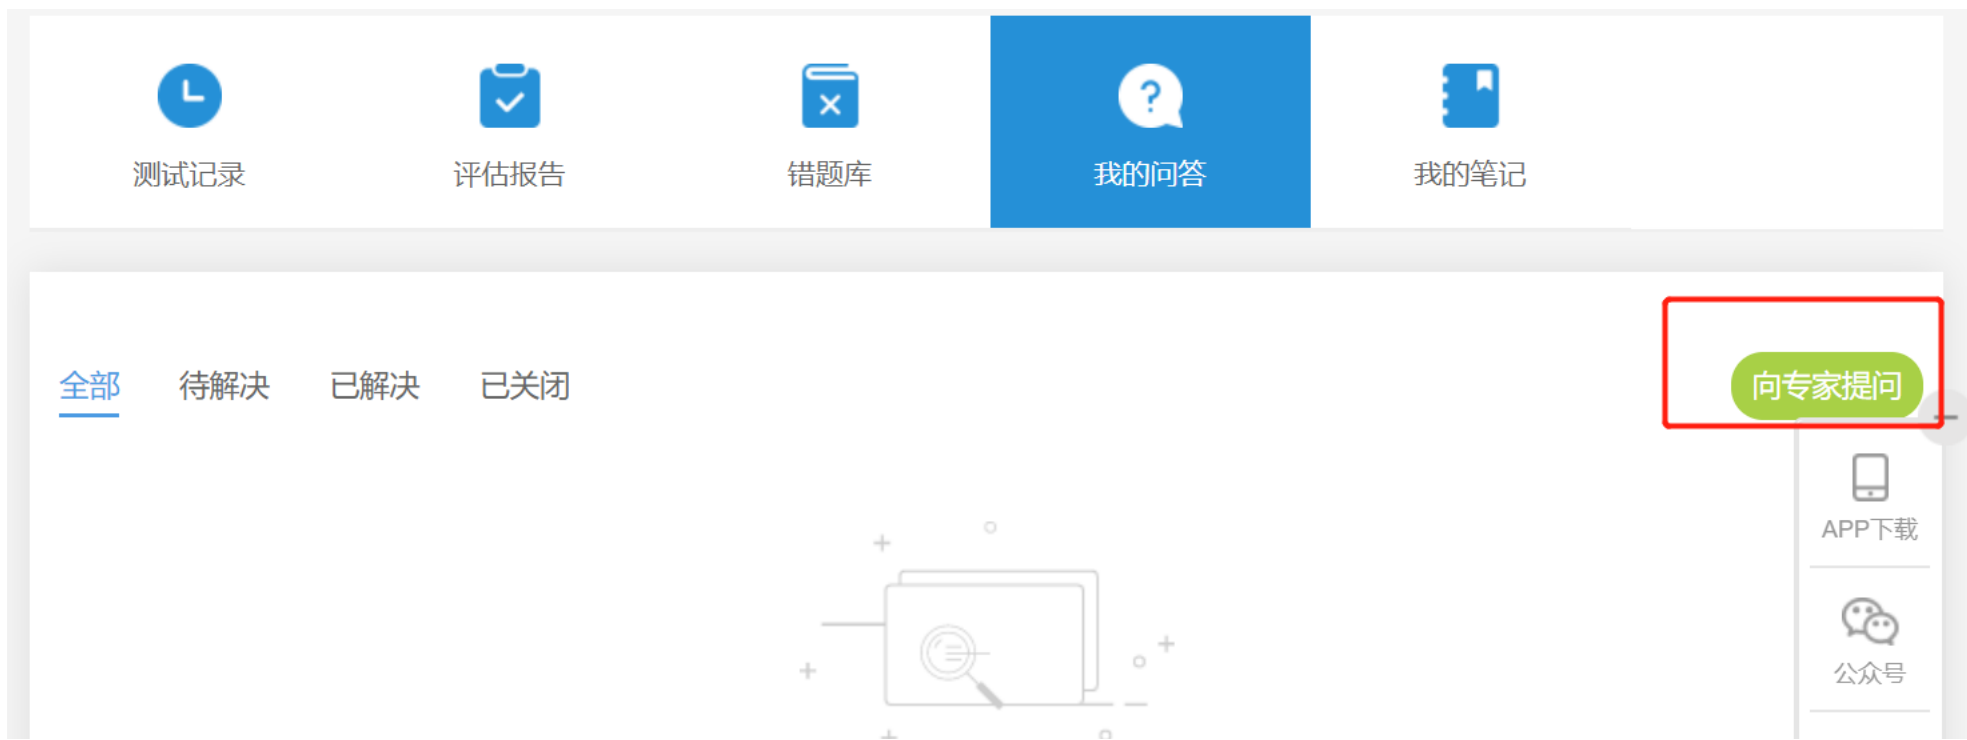 测试记录
评估报告
错题库
我的问答
我的笔记
全部
待解决
已解决
已关闭
向专家提问
APP下载
公众号